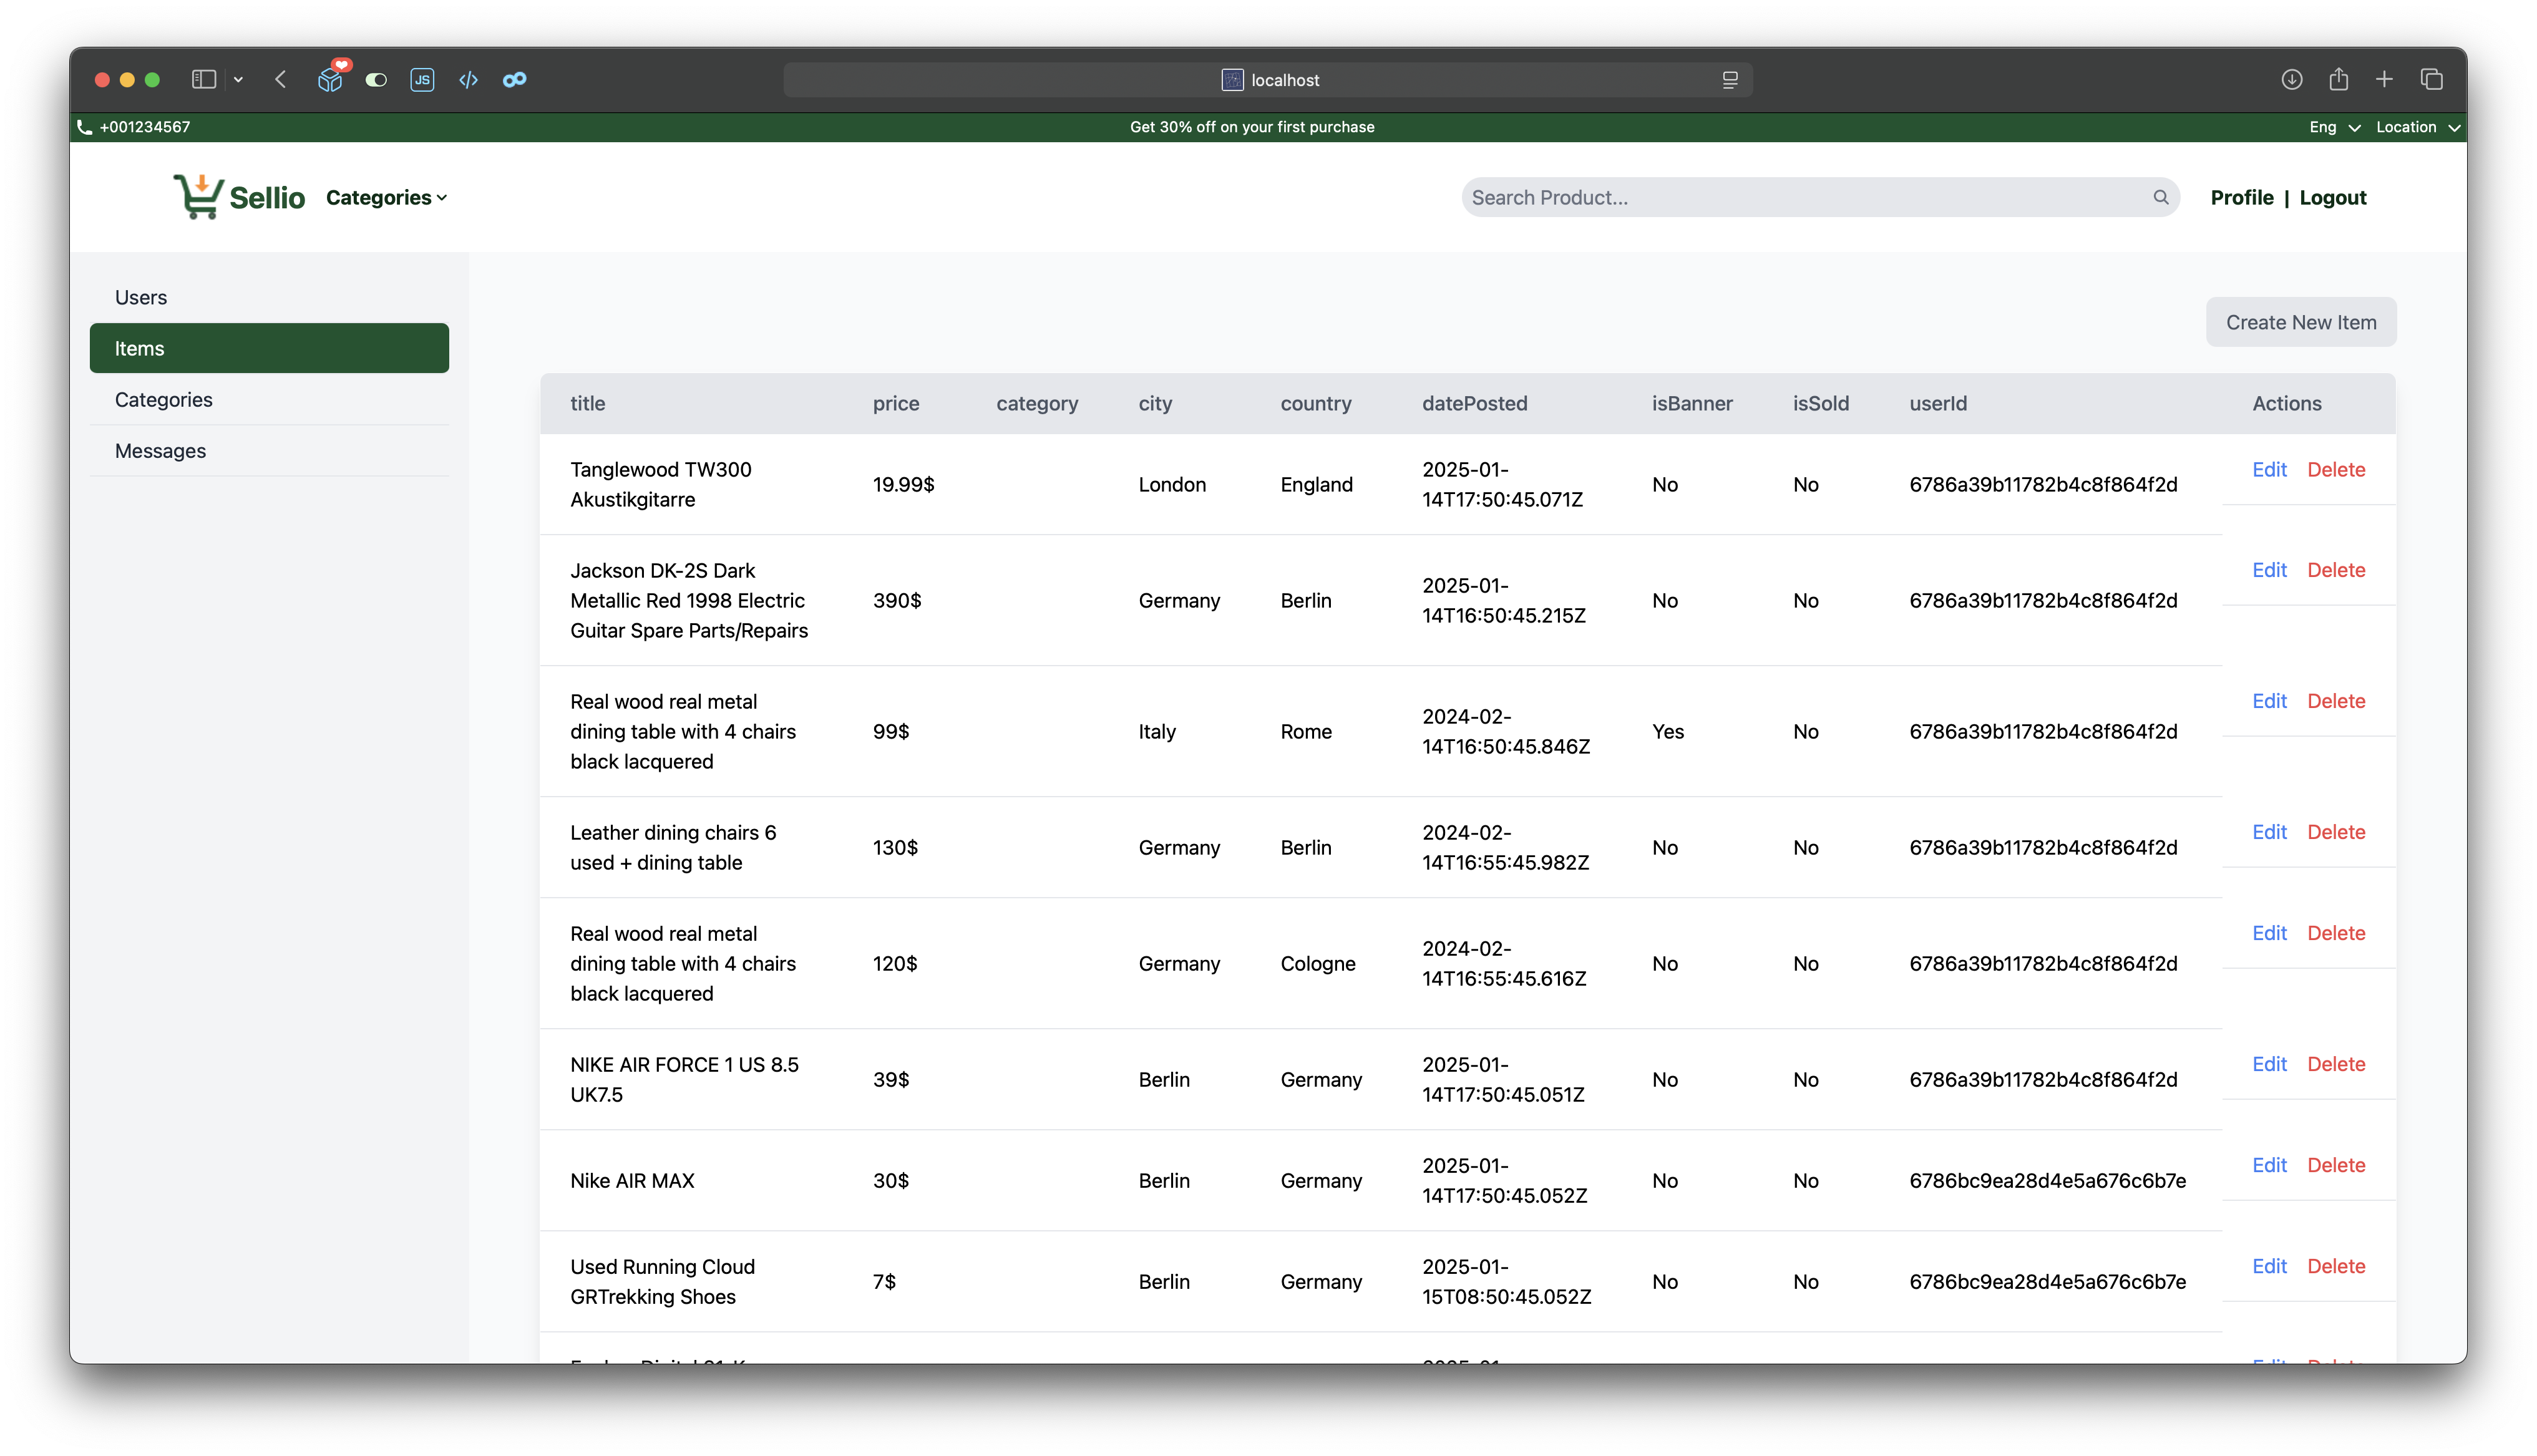 JS
localhost
+001234567
Get 30% off on your first purchase
Eng
Location
Sellio
Categories
Search Product...
Profile | Logout
Users
Items
Categories
Messages
Create New Item
title price category city country datePosted isBanner isSold userId Actions
Tanglewood TW300
Akustikgitarre
19.99$ London England
2025-01-
14T17:50:45.071Z
No No 6786a39b11782b4c8f864f2d Edit Delete
Jackson DK-2S Dark
Metallic Red 1998 Electric
Guitar Spare Parts/Repairs
390$ Germany Berlin
2025-01-
14T16:50:45.215Z
No No 6786a39b11782b4c8f864f2d Edit Delete
Real wood real metal
dining table with 4 chairs
black lacquered
99$ Italy Rome
2024-02-
14T16:50:45.846Z
Yes No 6786a39b11782b4c8f864f2d Edit Delete
Leather dining chairs 6
used + dining table
130$ Germany Berlin
2024-02-
14T16:55:45.982Z
No No 6786a39b11782b4c8f864f2d Edit Delete
Real wood real metal
dining table with 4 chairs
black lacquered
120$ Germany Cologne
2024-02-
14T16:55:45.616Z
No No 6786a39b11782b4c8f864f2d Edit Delete
NIKE AIR FORCE 1 US 8.5
UK7.5
39$ Berlin Germany
2025-01-
14T17:50:45.051Z
No No 6786a39b11782b4c8f864f2d Edit Delete
Nike AIR MAX
30$ Berlin Germany
2025-01-
14T17:50:45.052Z
No No 6786bc9ea28d4e5a676c6b7e Edit Delete
Used Running Cloud
GRTrekking Shoes
7$ Berlin Germany
2025-01-
15T08:50:45.052Z
No No 6786bc9ea28d4e5a676c6b7e Edit Delete